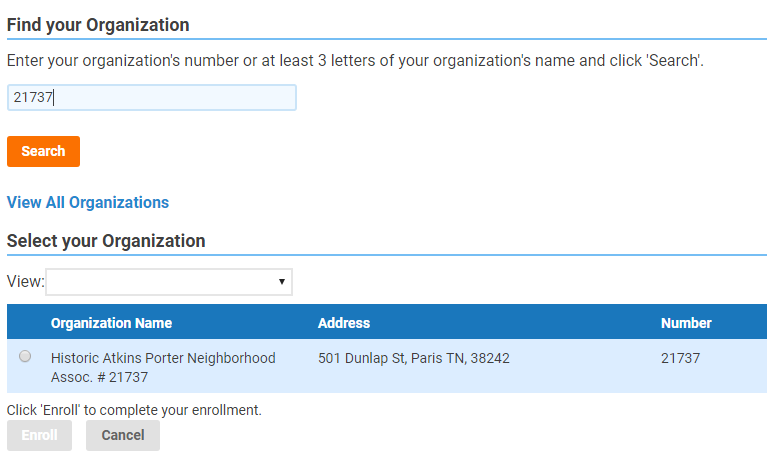 Find your Organization
Enter your organization's number or at least 3 letters of your organization's name and click 'Search'.
21737
Search
View All Organizations
Select your Organization
View:
Organization Name Address Number
Historic Atkins Porter Neighborhood 501 Dunlap St, Paris TN, 38242 21737
Assoc. # 21737
Click 'Enroll' to complete your enrollment.
Enroll Cancel